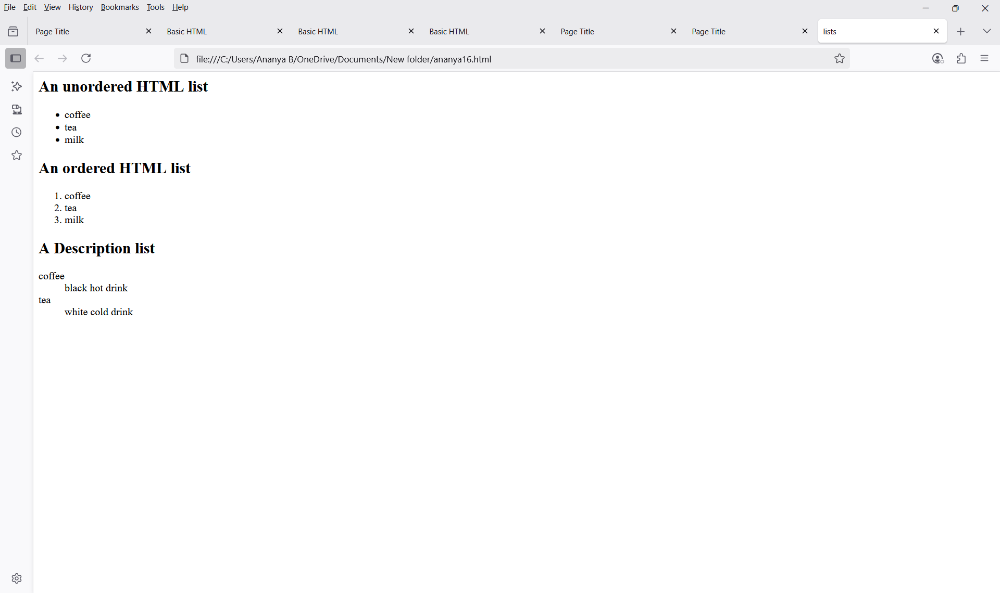 File Edit View History Bookmarks Tools Help
Page Title Basic HTML Basic HTML Basic HTML Page Title Page Title lists
file:///C:/Users/Ananya B/OneDrive/Documents/New folder/ananya16.html
An unordered HTML list
• coffee
• tea
• milk
An ordered HTML list
1. coffee
2. tea
3. milk
A Description list
coffee
black hot drink
tea
white cold drink